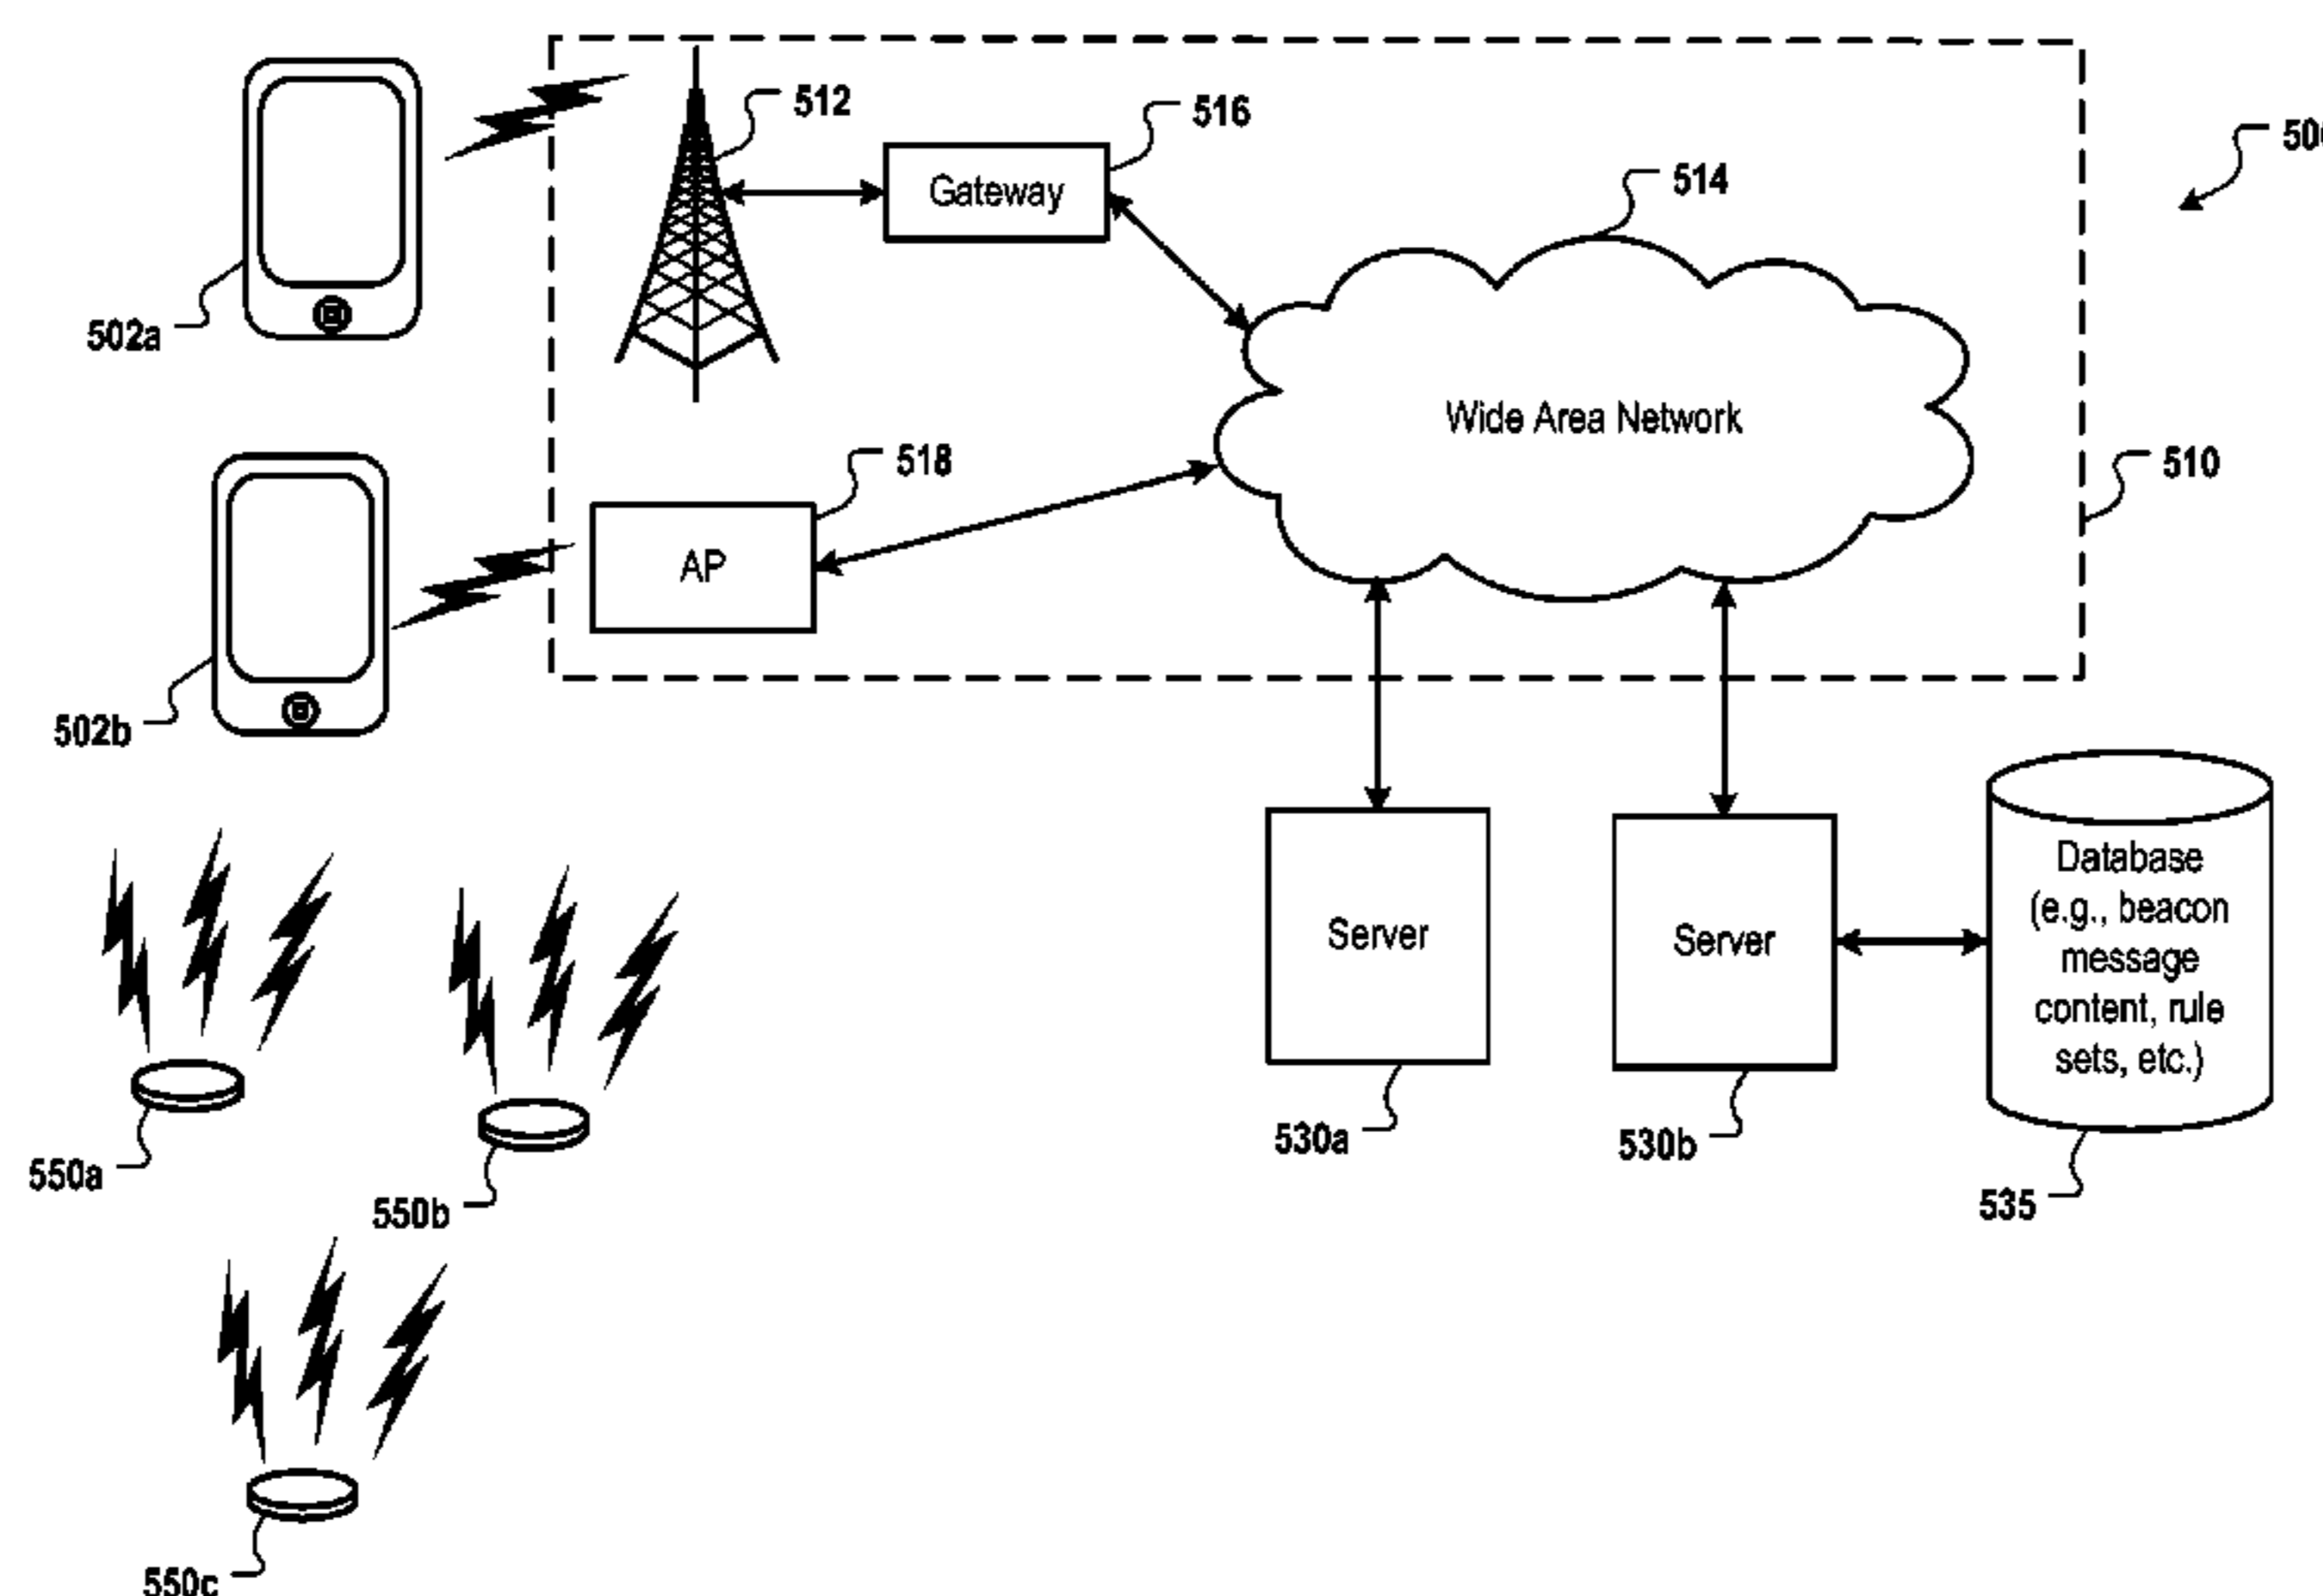 512
516
514
500
Gateway
502a
Wide Area Network
518
510
AP
502b
Database
(e.g., beacon
message
content, rule
sets, etc.)
Server
Server
530a
530b
535
550a
550b
550c